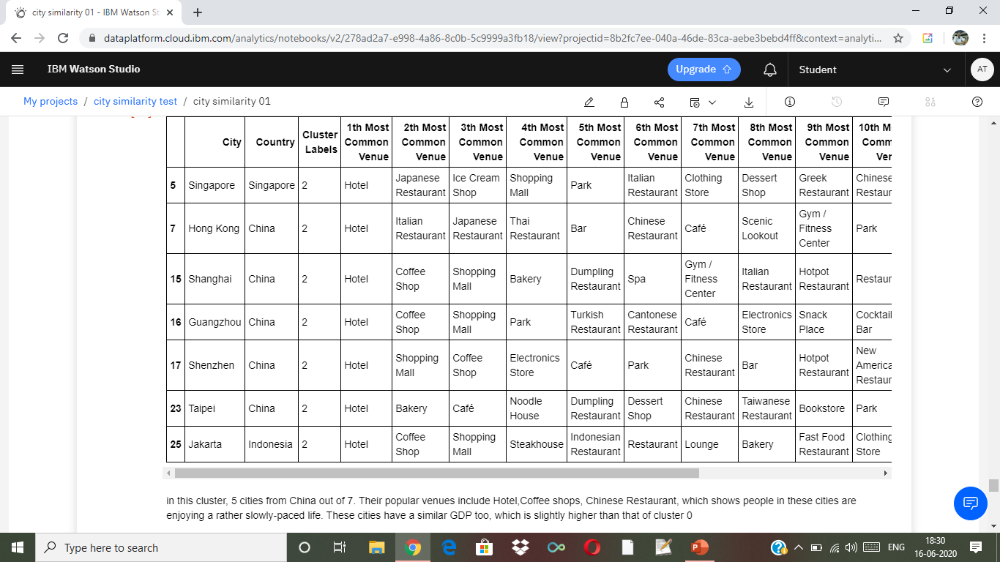 city similarity 01 - IBM Watson St
dataplatform.cloud.ibm.com/analytics/notebooks/v2/278ad2a7-e998-4a86-8c0b-5c9999a3fb18/view?projectid=8b2fc7ee-040a-46de-83ca-aebe3bebd4ff&context=analyti...
IBM Watson Studio Upgrade Student AT
My projects / city similarity test / city similarity 01
City Country Cluster Labels 1th Most Common Venue 2th Most Common Venue 3th Most Common Venue 4th Most Common Venue 5th Most Common Venue 6th Most Common Venue 7th Most Common Venue 8th Most Common Venue 9th Most Common Venue 10th M Comm Ver
5 Singapore Singapore 2 Hotel Japanese Restaurant Ice Cream Shop Shopping Mall Park Italian Restaurant Clothing Store Dessert Shop Greek Restaurant Chinese Restaur
7 Hong Kong China 2 Hotel Italian Restaurant Japanese Restaurant Thai Restaurant Bar Chinese Restaurant Café Scenic Lookout Gym / Fitness Center Park
15 Shanghai China 2 Hotel Coffee Shop Shopping Mall Bakery Dumpling Restaurant Spa Gym / Fitness Center Italian Restaurant Hotpot Restaurant Restaur
16 Guangzhou China 2 Hotel Coffee Shop Shopping Mall Park Turkish Restaurant Cantonese Restaurant Café Electronics Store Snack Place Cocktail Bar
17 Shenzhen China 2 Hotel Shopping Mall Coffee Shop Electronics Store Café Park Chinese Restaurant Bar Hotpot Restaurant New America Restaur
23 Taipei China 2 Hotel Bakery Café Noodle House Dumpling Restaurant Dessert Shop Chinese Restaurant Taiwanese Restaurant Bookstore Park
25 Jakarta Indonesia 2 Hotel Coffee Shop Shopping Mall Steakhouse Indonesian Restaurant Restaurant Lounge Bakery Fast Food Restaurant Clothing Store
in this cluster, 5 cities from China out of 7. Their popular venues include Hotel,Coffee shops, Chinese Restaurant, which shows people in these cities are
enjoying a rather slowly-paced life. These cities have a similar GDP too, which is slightly higher than that of cluster 0
Type here to search
ENG
18:30
16-06-2020